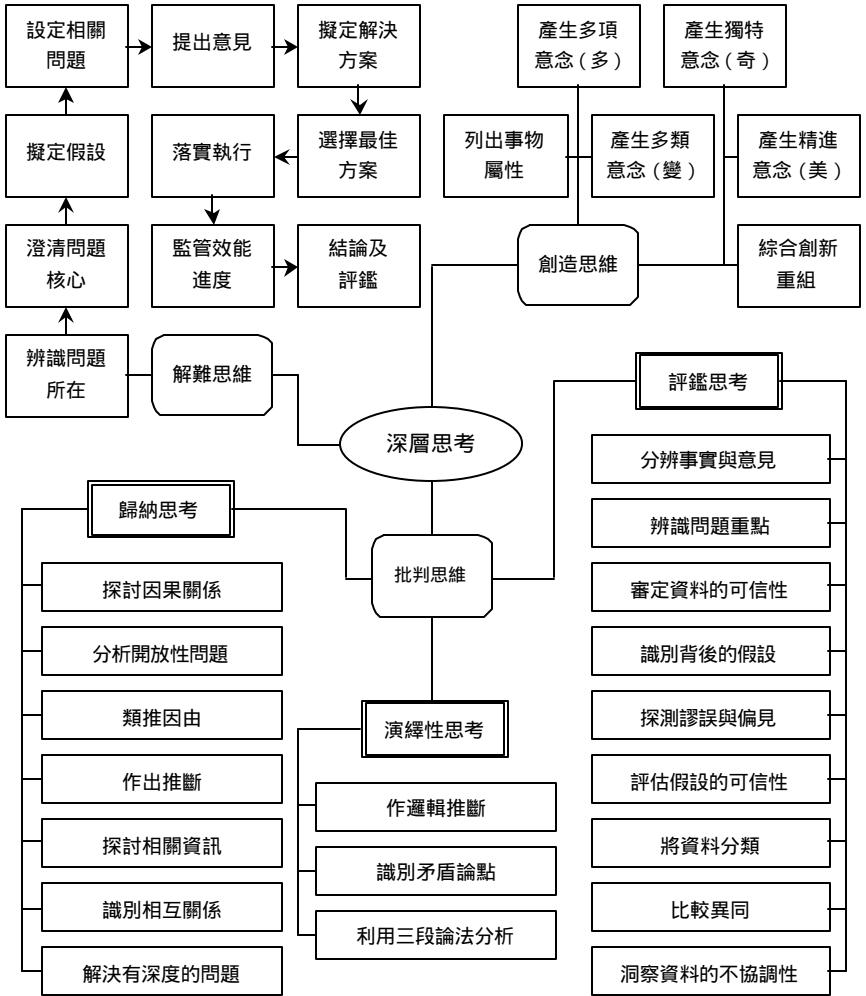 設定相關
問題
提出意見
擬定解決
方案
產生多項
意念（多）
產生獨特
意念（奇）
擬定假設
落實執行
選擇最佳
方案
列出事物
屬性
產生多類
意念（變）
產生精進
意念（美）
澄清問題
核心
監管效能
進度
結論及
評鑑
創造思維
綜合創新
重組
辨識問題
所在
解難思維
深層思考
評鑑思考
分辨事實與意見
辨識問題重點
審定資料的可信性
識別背後的假設
探測謬誤與偏見
評估假設的可信性
將資料分類
比較異同
洞察資料的不協調性
歸納思考
批判思維
探討因果關係
分析開放性問題
類推因由
作出推斷
探討相關資訊
識別相互關係
解決有深度的問題
演繹性思考
作邏輯推斷
識別矛盾論點
利用三段論法分析